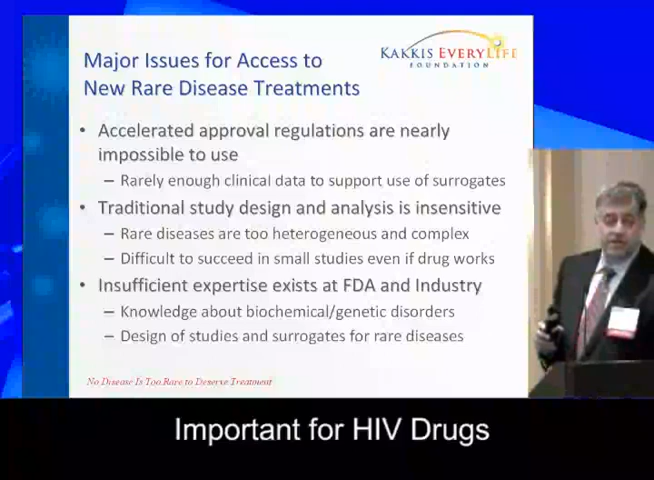 KAKKIS EVERYLIFE
FOUNDATION
Major Issues for Access to
New Rare Disease Treatments
• Accelerated approval regulations are nearly
impossible to use
– Rarely enough clinical data to support use of surrogates
• Traditional study design and analysis is insensitive
– Rare diseases are too heterogeneous and complex
– Difficult to succeed in small studies even if drug works
• Insufficient expertise exists at FDA and Industry
– Knowledge about biochemical/genetic disorders
– Design of studies and surrogates for rare diseases
No Disease Is Too Rare to Deserve Treatment
Important for HIV Drugs